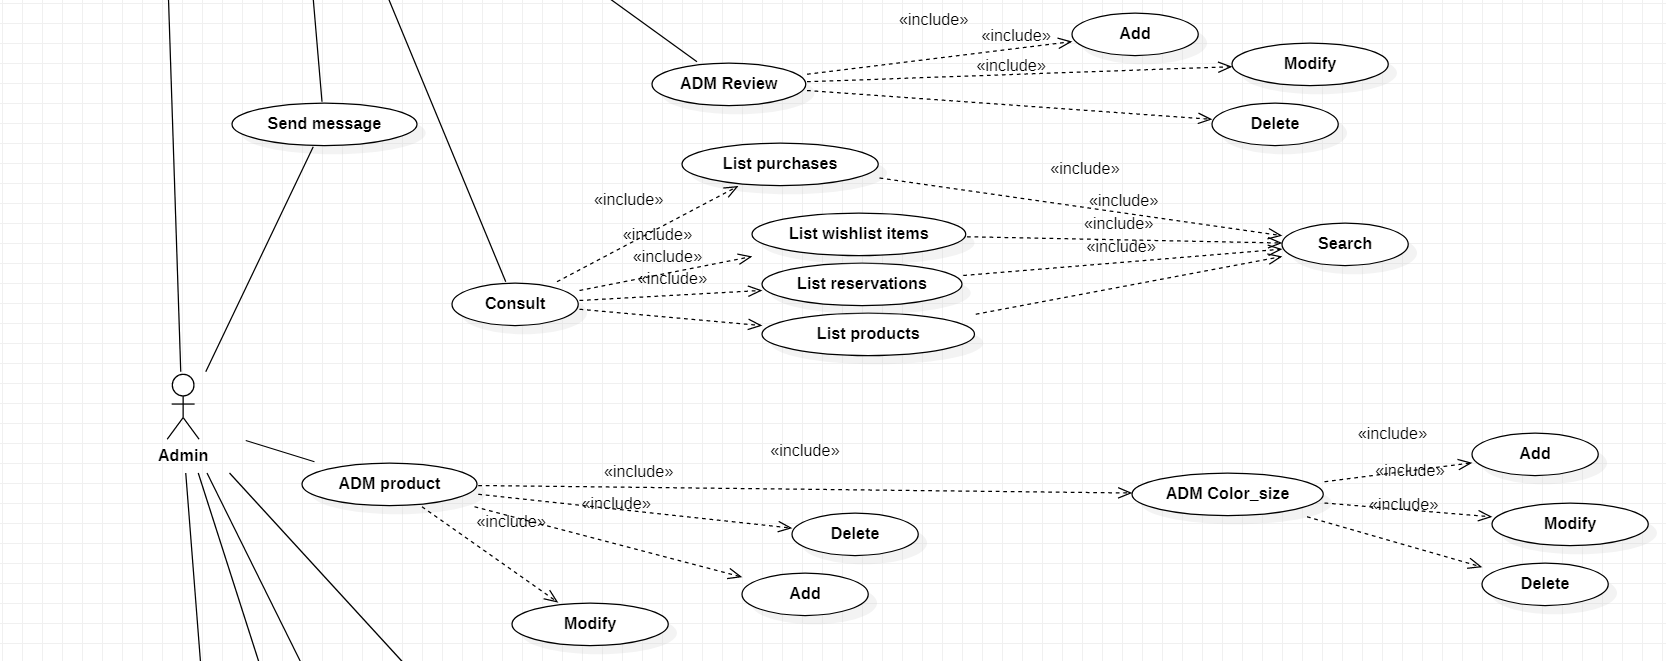 «include»
Add
«include»
Modify
«include»
ADM Review
Delete
Send message
List purchases
«include»
«include»
«include»
«include»
List wishlist items
«include»
Search
«include»
«include»
«include»
List reservations
Consult
List products
Admin
«include»
Add
«include»
«include»
«include»
ADM product
ADM Color_size
«include»
«include»
«include»
Modify
Delete
Delete
Add
Modify